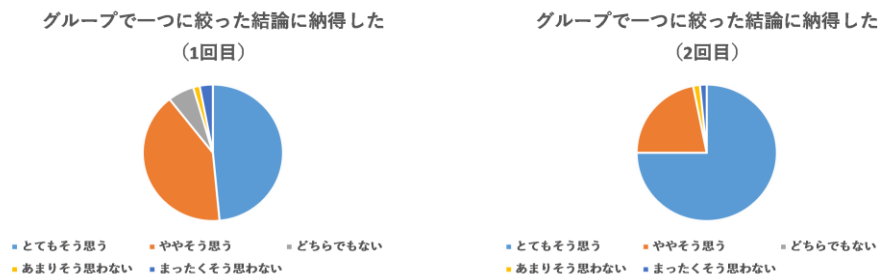 グループで一つに絞った結論に納得した
（1回目）
■とてもそう思う ■ややそう思う ■どちらでもない
■あまりそう思わない ■まったくそう思わない
グループで一つに絞った結論に納得した
（2回目）
■とてもそう思う ■ややそう思う ■どちらでもない
■あまりそう思わない ■まったくそう思わない